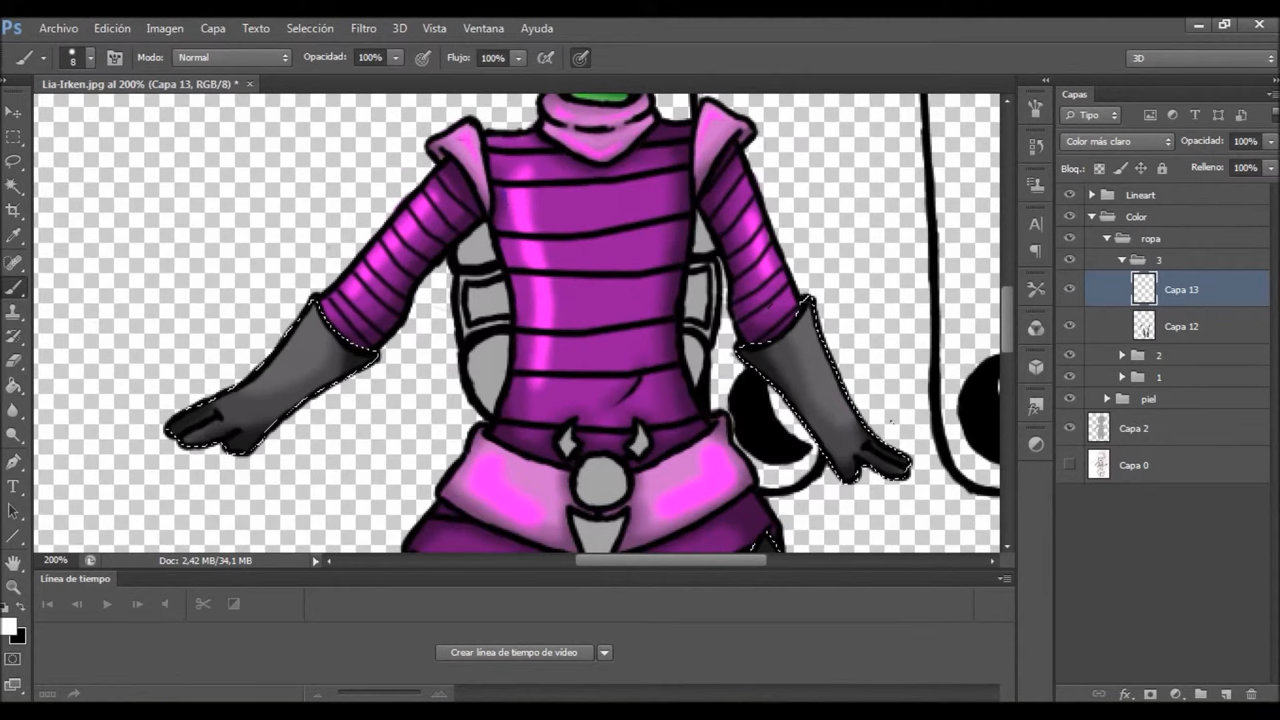 Ps Archivo Edición Imagen Capa Texto Selección Filtro 3D Vista Ventana Ayuda
8 Modo: Normal Opacidad: 100% Flujo: 100% 3D
Lia-Irken.jpg al 200% (Capa 13, RGB/8) * ×
Capas
Tipo
Color más claro Opacidad: 100%
Bloq.: Relleno: 100%
Lineart
Color
ropa
3
Capa 13
Capa 12
2
1
piel
Capa 2
Capa 0
200% Doc: 2,42 MB/34,1 MB
Línea de tiempo
Crear línea de tiempo de vídeo